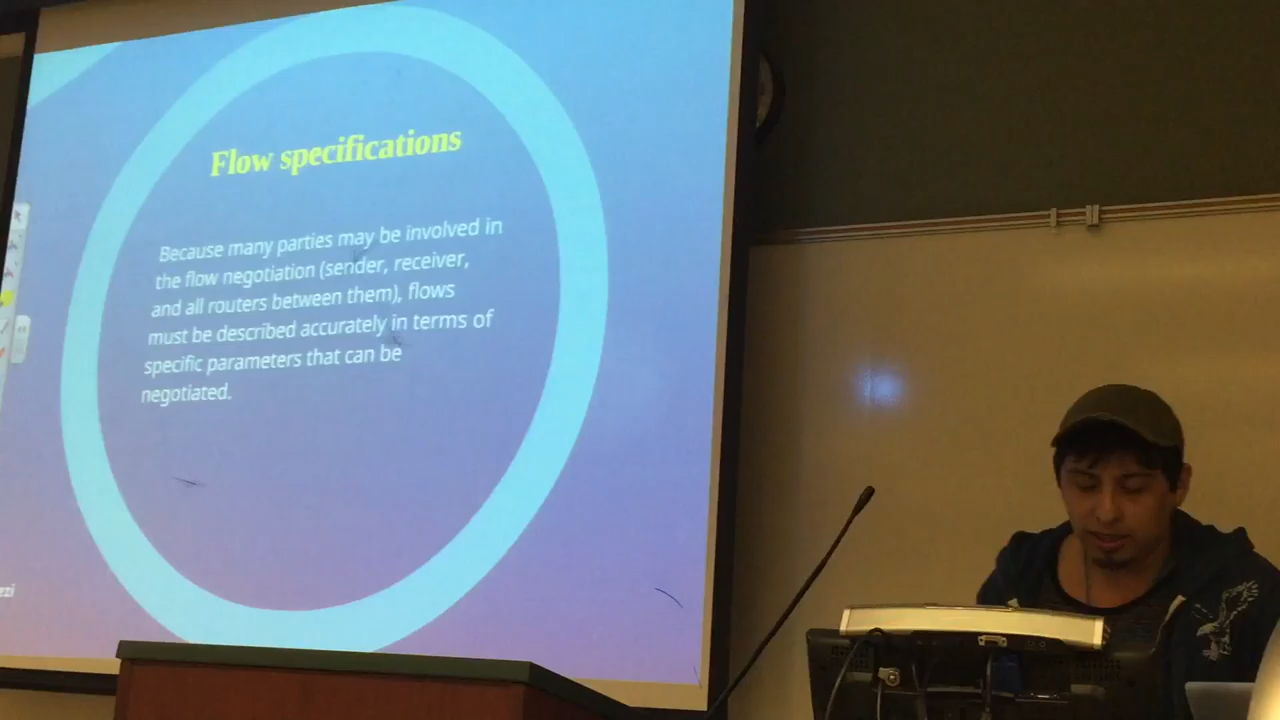 Flow specifications
Because many parties may be involved in
the flow negotiation (sender, receiver,
and all routers between them), flows
must be described accurately in terms of
specific parameters that can be
negotiated.
ezi